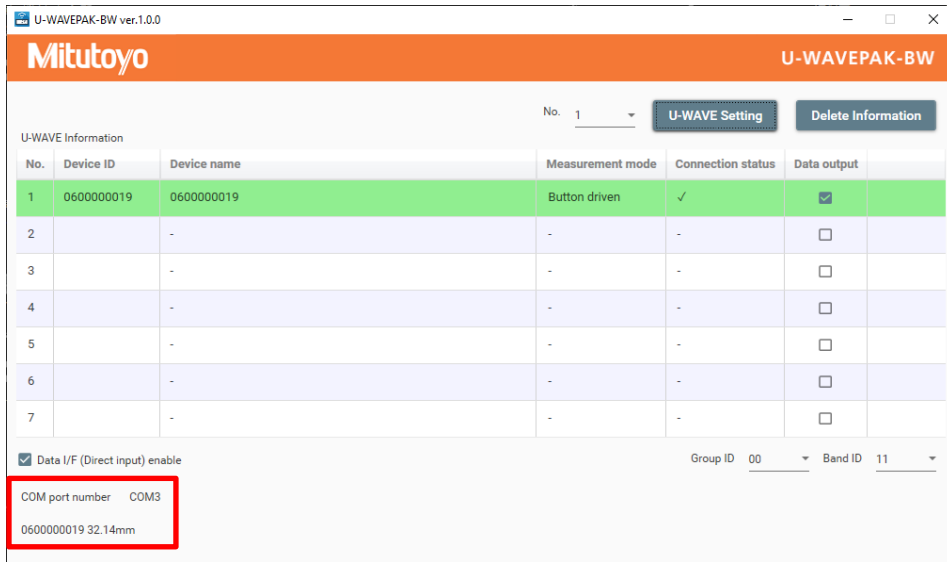 U-WAVEPAK-BW ver.1.0.0
Mitutoyo U-WAVEPAK-BW
No. 1 U-WAVE Setting Delete Information
U-WAVE Information
No. Device ID Device name Measurement mode Connection status Data output
1 0600000019 0600000019 Button driven ✓
2 - - -
3 - - -
4 - - -
5 - - -
6 - - -
7 - - -
Data I/F (Direct input) enable Group ID 00 Band ID 11
COM port number COM3
0600000019 32.14mm